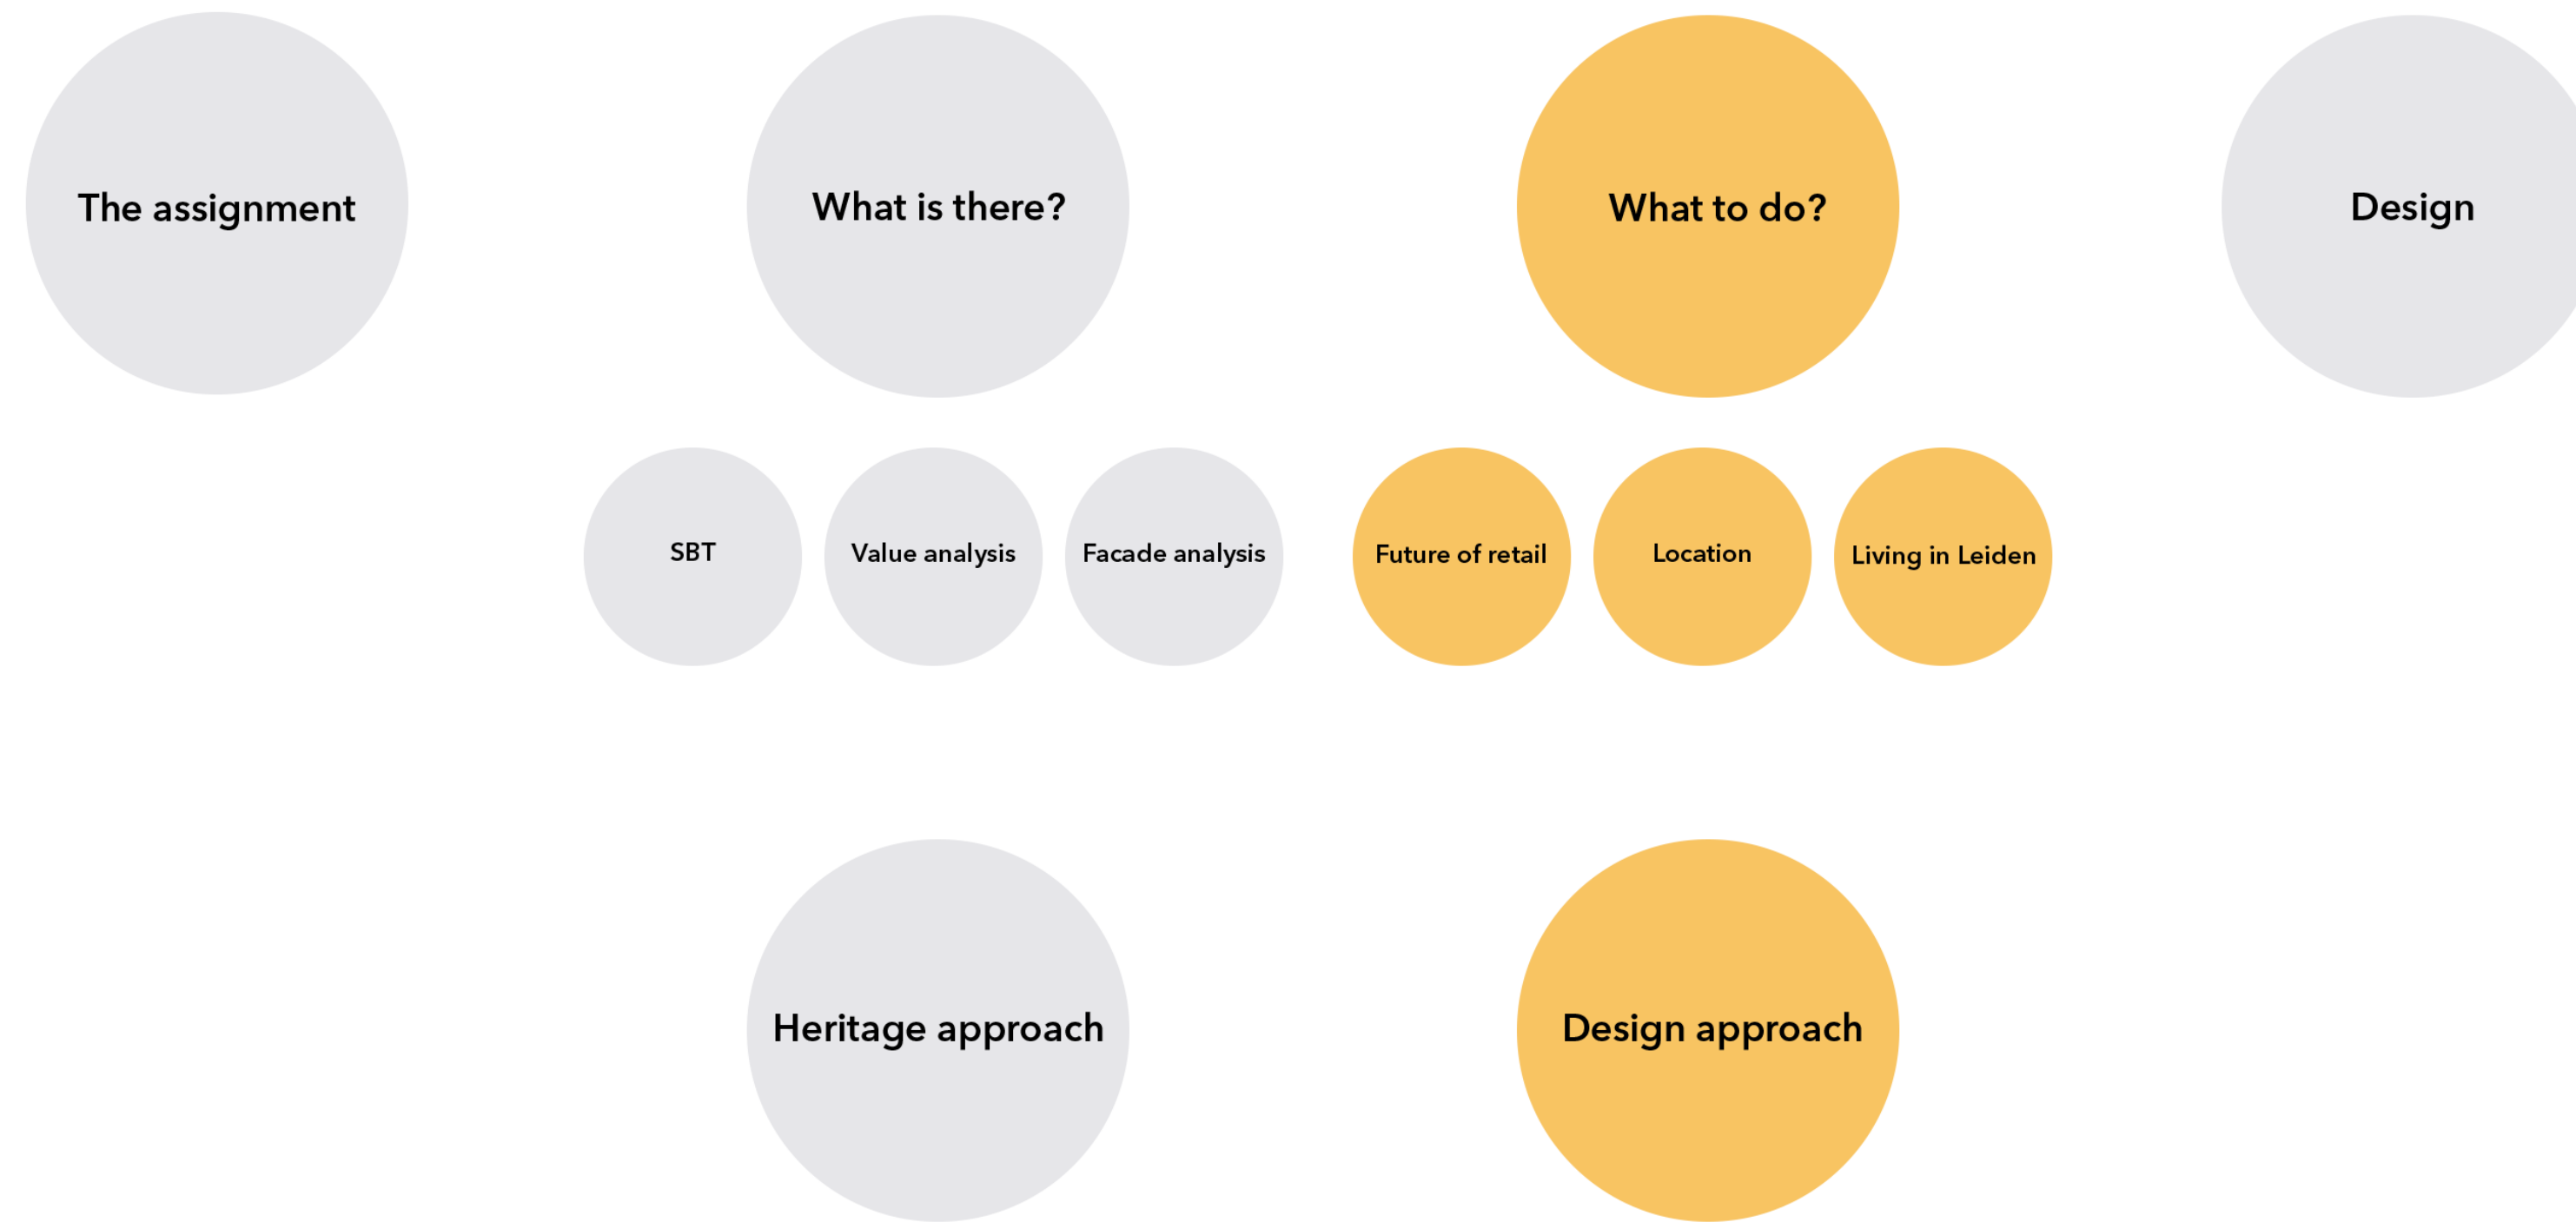 The assignment
What is there?
What to do?
Design
SBT
Value analysis
Facade analysis
Future of retail
Location
Living in Leiden
Heritage approach
Design approach